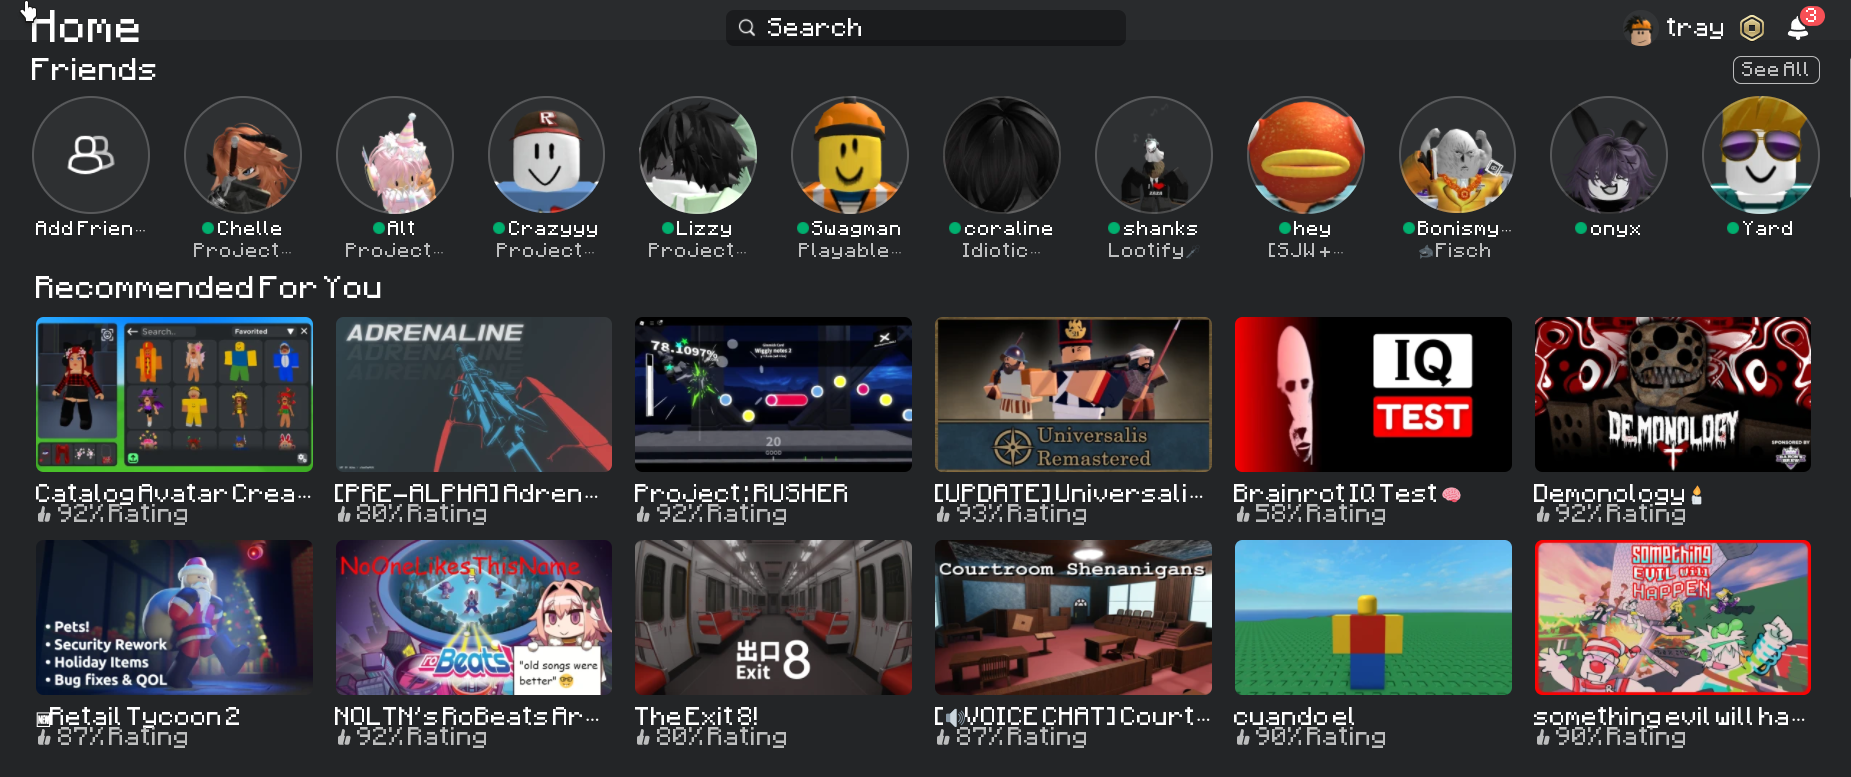 Home
Search
tray
3
Friends
See All
Add Frien...
Chelle
Project...
Alt
Project...
Crazyyy
Project...
Lizzy
Project...
Swagman
Playable...
coraline
Idiotic...
shanks
Lootify
hey
[SJW +...
Bonismy...
Fisch
onyx
Yard
Recommended For You
Search..
Favorited
ADRENALINE
78.1097%
Wiggly notes 2
20
Universalis
Remastered
IQ
TEST
DEMONOLOGY
SPONSORED BY
Catalog Avatar Crea...
92% Rating
[PRE-ALPHA] Adren...
80% Rating
Project: RUSHER
92% Rating
[UPDATE] Universali...
93% Rating
Brainrot IQ Test 🧠
58% Rating
Demonology 🕯️
92% Rating
• Pets!
• Security Rework
• Holiday Items
• Bug fixes & QOL
NoOneLikesThisName
roBeats
"old songs were
better" 🤓
出口
Exit 8
Courtroom Shenanigans
something
EVIL will
HAPPEN
🆕Retail Tycoon 2
87% Rating
NOLTN's RoBeats Ar...
92% Rating
The Exit 8!
80% Rating
[🔊VOICE CHAT] Court...
87% Rating
cuando el
90% Rating
something evil will ha...
90% Rating